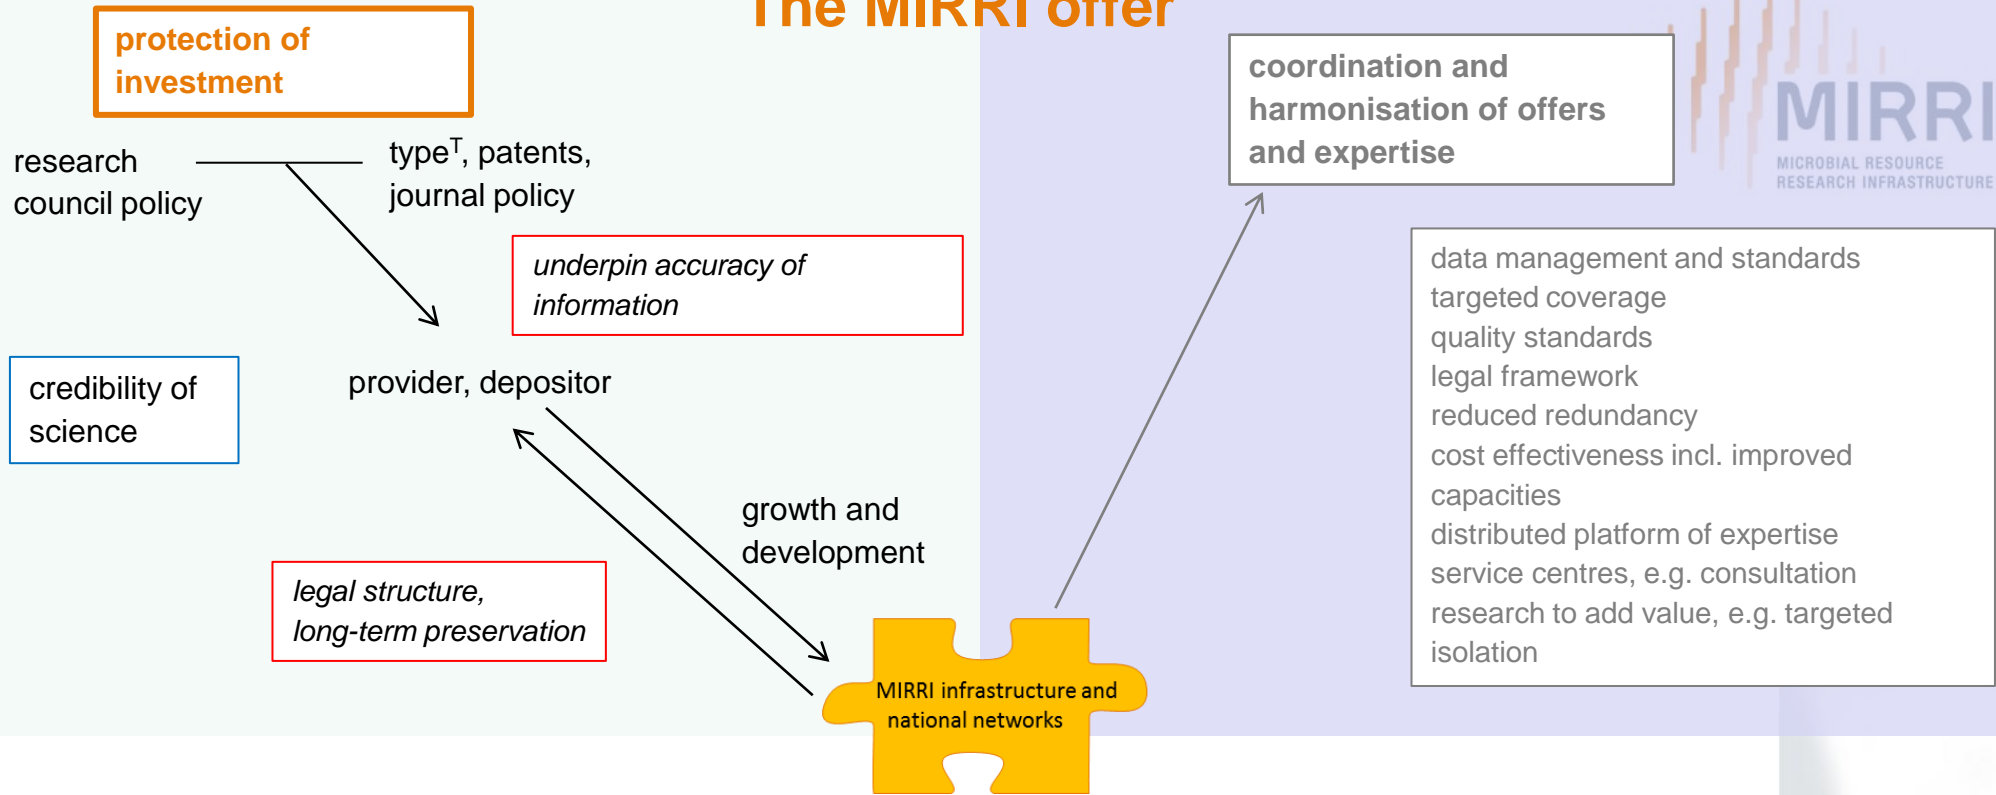 The MIRRI offer
protection of
investment
research
council policy
type^T, patents,
journal policy
underpin accuracy of
information
credibility of
science
provider, depositor
growth and
development
legal structure,
long-term preservation
MIRRI infrastructure and
national networks
coordination and
harmonisation of offers
and expertise
MIRRI
MICROBIAL RESOURCE
RESEARCH INFRASTRUCTURE
data management and standards
targeted coverage
quality standards
legal framework
reduced redundancy
cost effectiveness incl. improved
capacities
distributed platform of expertise
service centres, e.g. consultation
research to add value, e.g. targeted
isolation